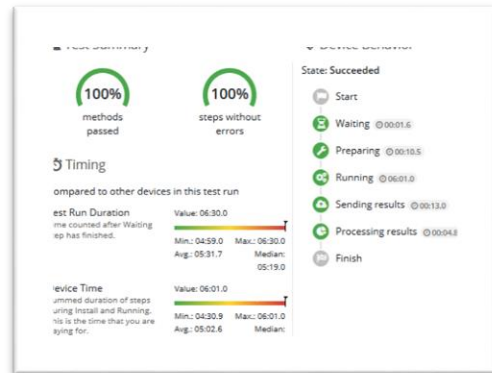 Test Summary
100%
methods
passed
100%
steps without
errors
Timing
ompared to other devices in this test run
est Run Duration
me counted after Waiting
ep has finished.
Value: 06:30.0
Min.: 04:59.0 Max.: 06:30.0
Avg.: 05:31.7 Median:
05:19.0
evice Time
ummed duration of steps
uring Install and Running.
his is the time that you are
aying for.
Value: 06:01.0
Min.: 04:30.9 Max.: 06:01.0
Avg.: 05:02.6 Median:
Device Behavior
State: Succeeded
Start
Waiting 00:01.6
Preparing 00:10.5
Running 06:01.0
Sending results 00:13.0
Processing results 00:04.8
Finish